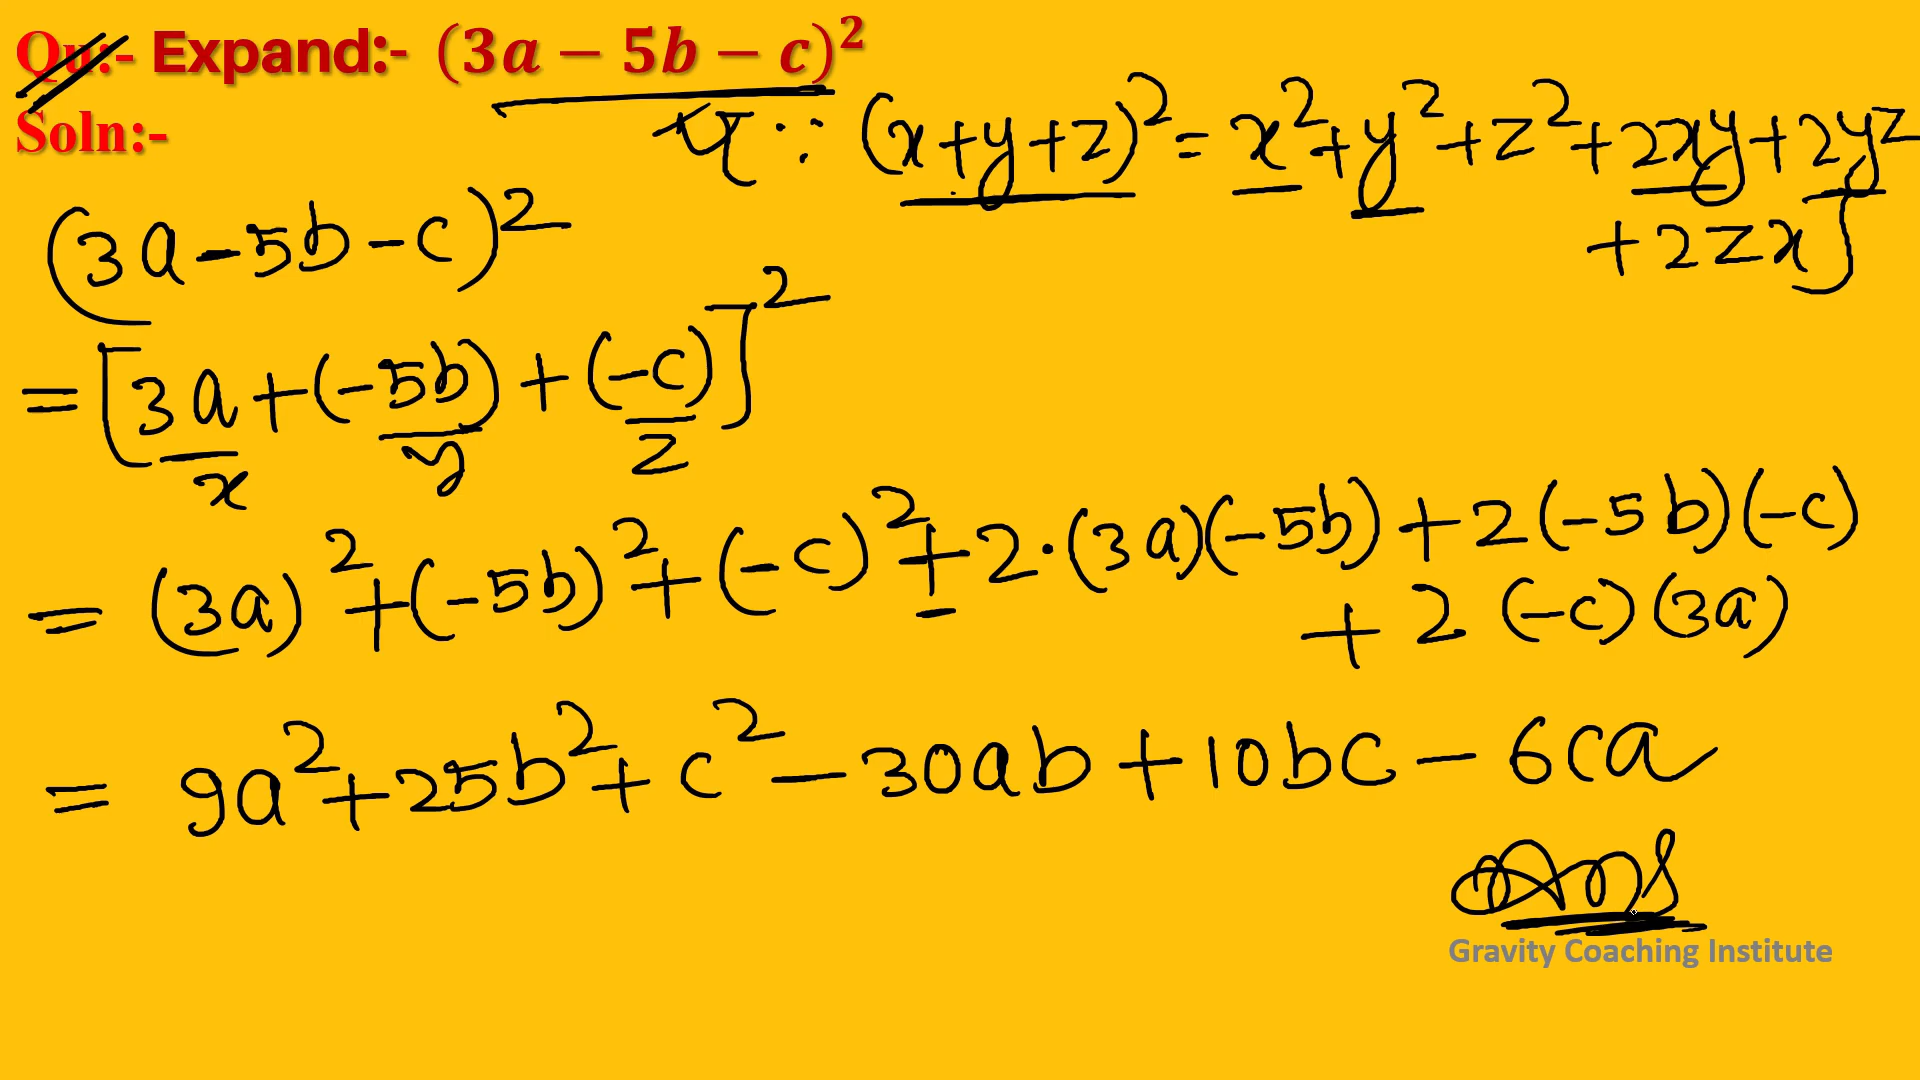 Qu:- Expand:- (3a − 5b − c)²
Soln:-
∵ (x+y+z)² = x²+y²+z²+2xy+2yz
+2zx]
(3a-5b-c)²
= [3a+(-5b)+(-c)]²
x y z
= (3a)²+(-5b)²+(-c)²+2·(3a)(-5b)+2(-5b)(-c)
+2(-c)(3a)
= 9a²+25b²+c²-30ab+10bc-6ca
Ans
Gravity Coaching Institute